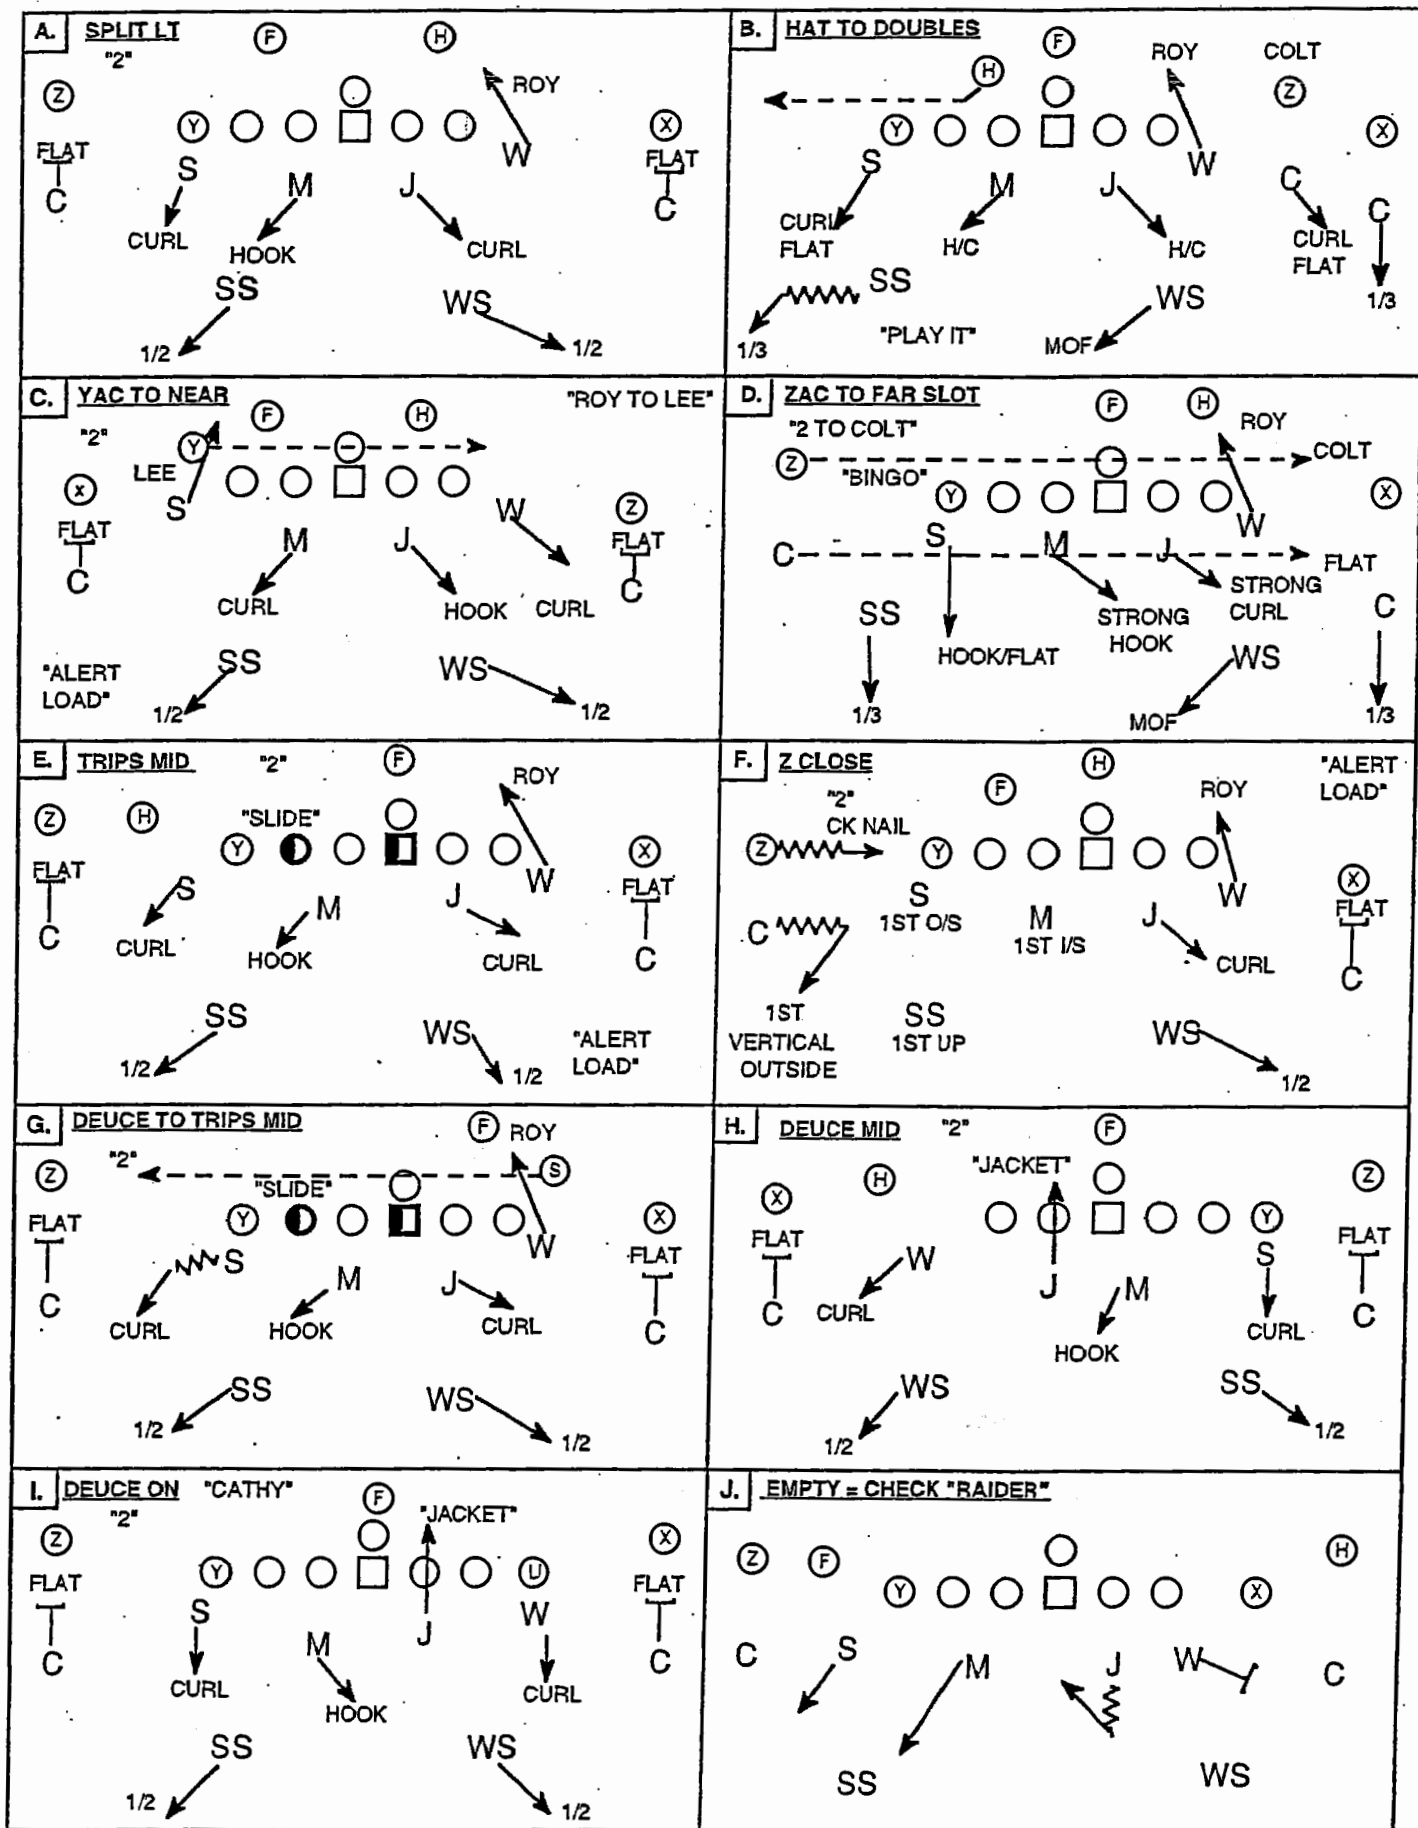 A. SPLIT LT
"2"
F
H
Z
ROY
Y
X
FLAT
FLAT
S
W
C
M
J
C
CURL
HOOK
CURL
SS
WS
1/2
1/2
B. HAT TO DOUBLES
F
ROY
COLT
H
Z
Y
X
S
W
M
J
C
C
CURL
FLAT
H/C
H/C
CURL
FLAT
SS
WS
1/3
1/3
"PLAY IT"
MOF
C. YAC TO NEAR
"ROY TO LEE"
"2"
F
H
Y
LEE
X
S
W
Z
FLAT
FLAT
M
J
C
C
CURL
HOOK
CURL
"ALERT
LOAD"
SS
WS
1/2
1/2
D. ZAC TO FAR SLOT
"2 TO COLT"
F
H
ROY
Z
"BINGO"
COLT
Y
X
W
S
M
J
C
FLAT
STRONG
CURL
C
SS
STRONG
HOOK
HOOK/FLAT
WS
1/3
MOF
1/3
E. TRIPS MID
"2"
F
ROY
Z
H
"SLIDE"
Y
X
FLAT
FLAT
S
W
M
J
C
C
CURL
HOOK
CURL
SS
WS
"ALERT
LOAD"
1/2
1/2
F. Z CLOSE
H
"ALERT
LOAD"
"2"
F
ROY
CK NAIL
Z
Y
X
S
W
FLAT
1ST O/S
M
J
C
1ST I/S
CURL
C
1ST
VERTICAL
OUTSIDE
SS
1ST UP
WS
1/2
G. DEUCE TO TRIPS MID
F
ROY
"2"
S
Z
"SLIDE"
Y
X
FLAT
FLAT
S
W
M
J
C
C
CURL
HOOK
CURL
SS
WS
1/2
1/2
H. DEUCE MID
"2"
F
"JACKET"
X
H
Z
Y
FLAT
FLAT
W
S
J
M
C
C
CURL
CURL
HOOK
WS
SS
1/2
1/2
I. DEUCE ON "CATHY"
"2"
F
"JACKET"
Z
X
Y
U
FLAT
FLAT
S
W
M
J
C
C
CURL
HOOK
CURL
SS
WS
1/2
1/2
J. EMPTY = CHECK "RAIDER"
Z
F
H
Y
X
C
S
M
J
W
C
SS
WS